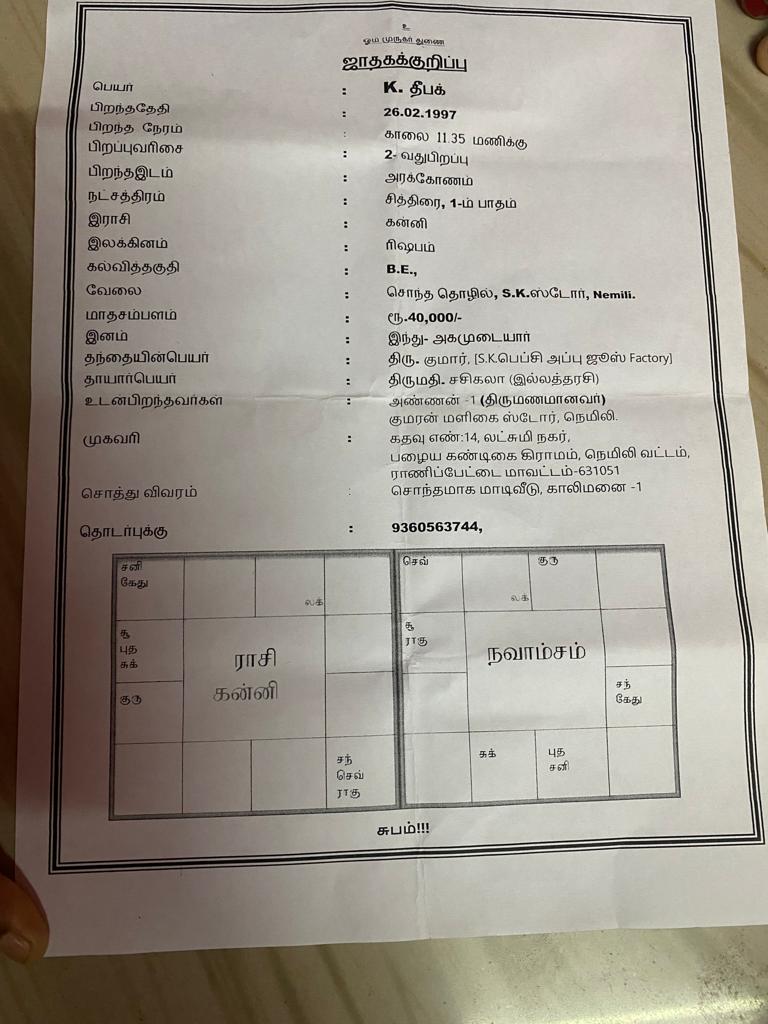 உ
ஓம் முருகர் துணை
ஜாதகக்குறிப்பு
பெயர் : K. தீபக்
பிறந்ததேதி : 26.02.1997
பிறந்த நேரம் : காலை 11.35 மணிக்கு
பிறப்புவரிசை : 2- வதுபிறப்பு
பிறந்தஇடம் : அரக்கோணம்
நட்சத்திரம் : சித்திரை, 1-ம் பாதம்
இராசி : கன்னி
இலக்கினம் : ரிஷபம்
கல்வித்தகுதி : B.E.,
வேலை : சொந்த தொழில், S.K.ஸ்டோர், Nemili.
மாதசம்பளம் : ரூ.40,000/-
இனம் : இந்து- அகமுடையார்
தந்தையின்பெயர் : திரு. குமார், [S.K.பெப்சி அப்பு ஜூஸ் Factory]
தாயார்பெயர் : திருமதி. சசிகலா (இல்லத்தரசி)
உடன்பிறந்தவர்கள் : அண்ணன் -1 (திருமணமானவர்)
குமரன் மளிகை ஸ்டோர், நெமிலி.
முகவரி : கதவு எண்:14, லட்சுமி நகர்,
பழைய கண்டிகை கிராமம், நெமிலி வட்டம்,
ராணிப்பேட்டை மாவட்டம்-631051
சொத்து விவரம் : சொந்தமாக மாடிவீடு, காலிமனை -1
தொடர்புக்கு : 9360563744,
சனி
கேது
லக்
சூ
புத
சுக்
ராசி
கன்னி
குரு
சந்
செவ்
ராகு
செவ்
லக்
குரு
சூ
ராகு
நவாம்சம்
சந்
கேது
சுக்
புத
சனி
சுபம்!!!